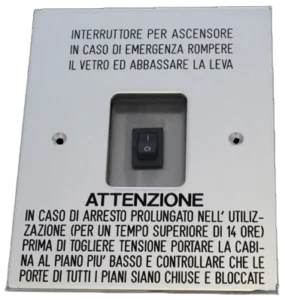 INTERRUTTORE PER ASCENSORE
IN CASO DI EMERGENZA ROMPERE
IL VETRO ED ABBASSARE LA LEVA
I
O
ATTENZIONE
IN CASO DI ARRESTO PROLUNGATO NELL' UTILIZ-
ZAZIONE (PER UN TEMPO SUPERIORE DI 14 ORE)
PRIMA DI TOGLIERE TENSIONE PORTARE LA CABI-
NA AL PIANO PIU' BASSO E CONTROLLARE CHE LE
PORTE DI TUTTI I PIANI SIANO CHIUSE E BLOCCATE